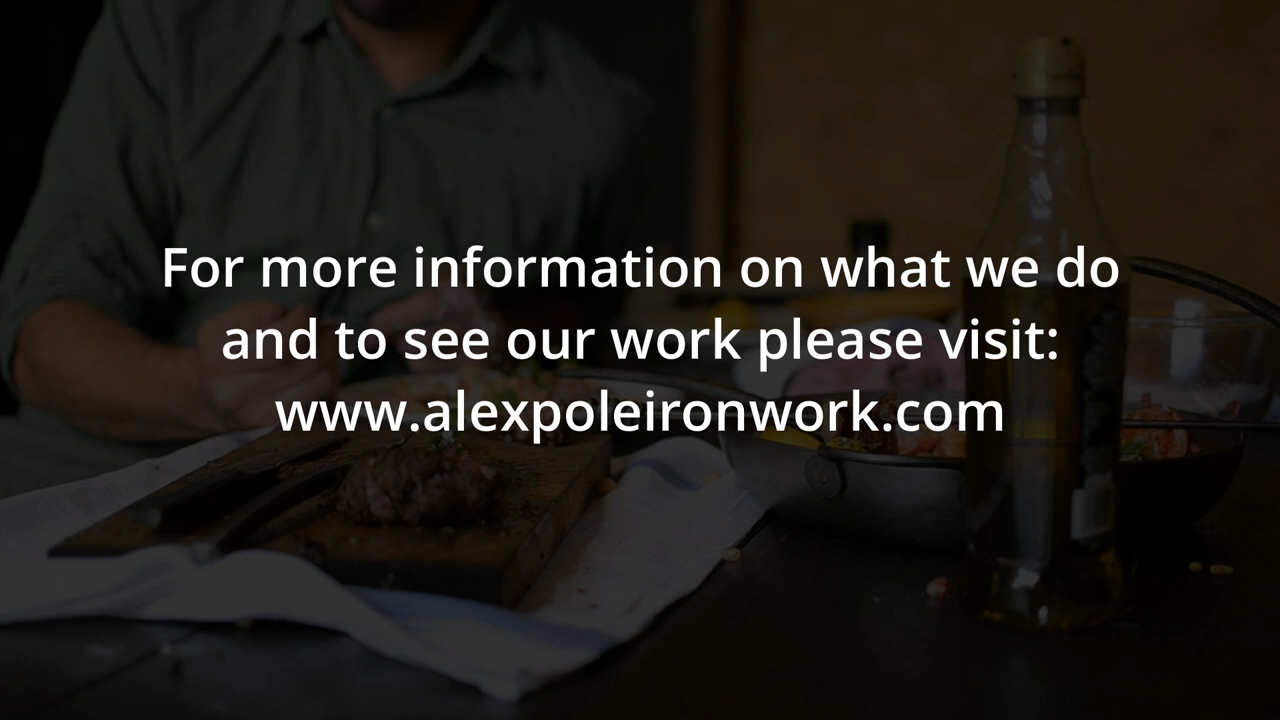 For more information on what we do
and to see our work please visit:
www.alexpoleironwork.com